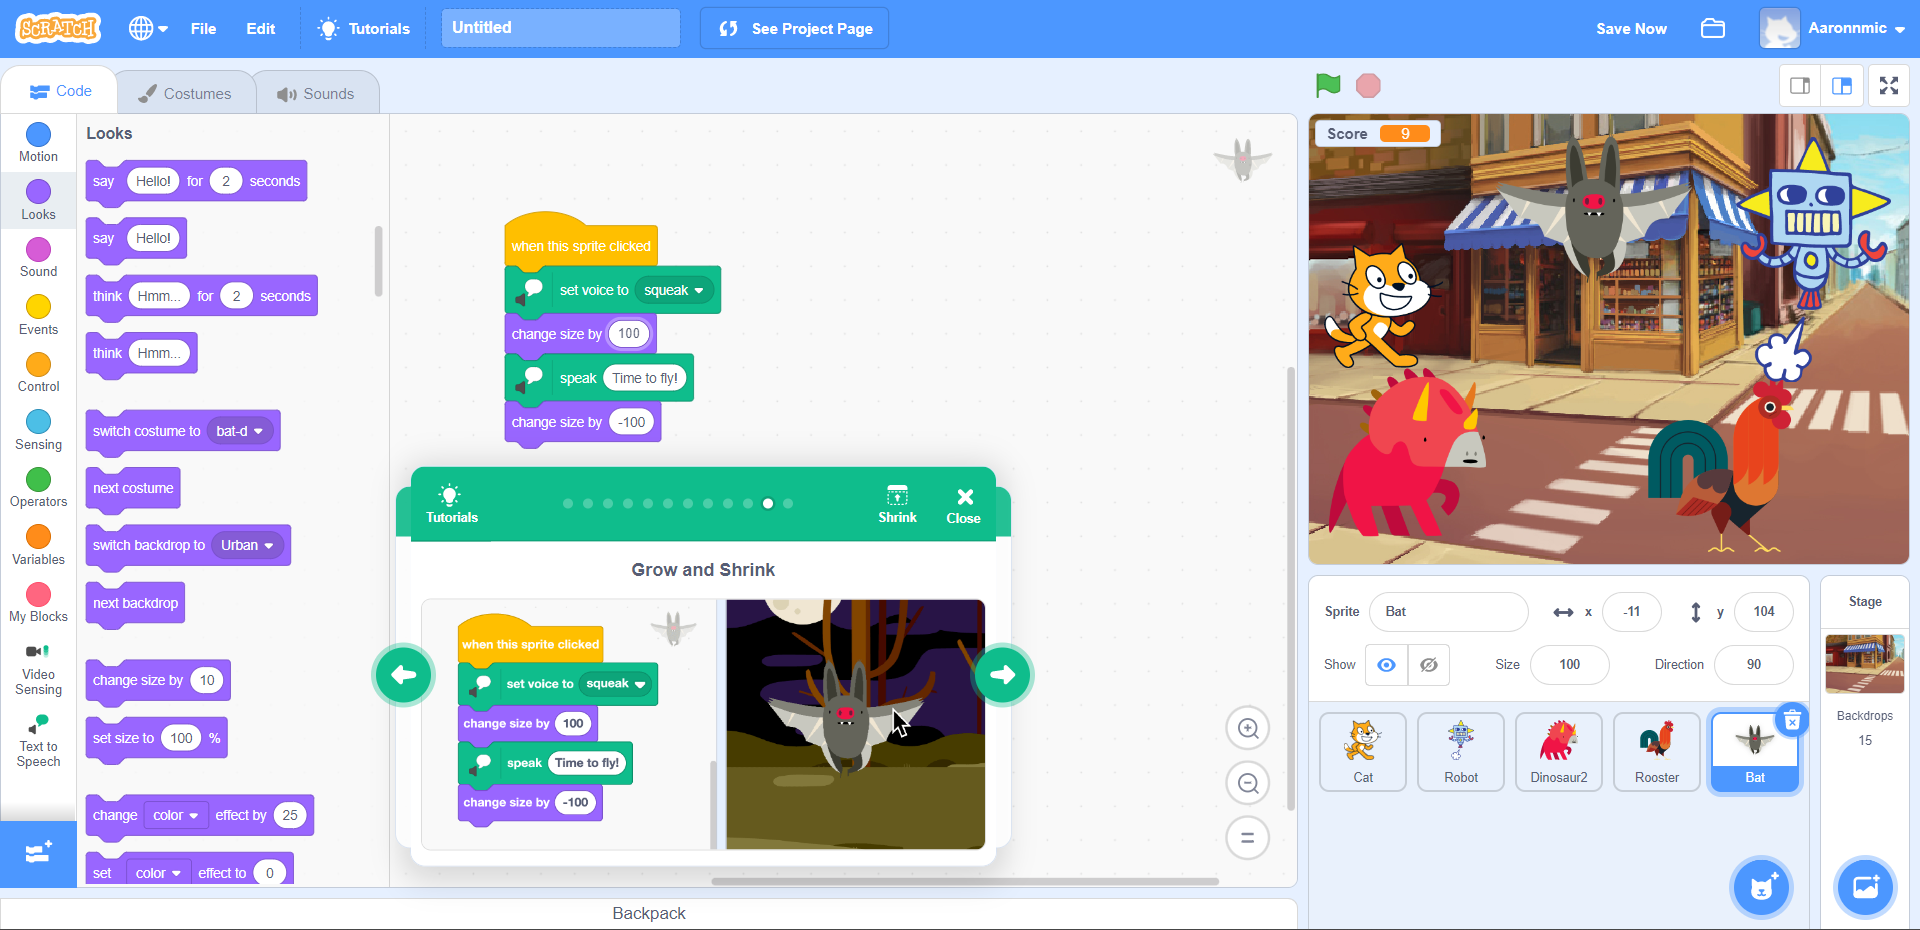 SCRATCH
File
Edit
Tutorials
Untitled
See Project Page
Save Now
Aaronnmic
Code
Costumes
Sounds
Motion
Looks
Sound
Events
Control
Sensing
Operators
Variables
My Blocks
Video
Sensing
Text to
Speech
Looks
say Hello! for 2 seconds
say Hello!
think Hmm... for 2 seconds
think Hmm...
switch costume to bat-d
next costume
switch backdrop to Urban
next backdrop
change size by 10
set size to 100 %
change color effect by 25
set color effect to 0
when this sprite clicked
set voice to squeak
change size by 100
speak Time to fly!
change size by -100
Tutorials
Shrink
Close
Grow and Shrink
when this sprite clicked
set voice to squeak
change size by 100
speak Time to fly!
change size by -100
Backpack
Score 9
Sprite Bat x -11 y 104
Show Size 100 Direction 90
Cat
Robot
Dinosaur2
Rooster
Bat
Stage
Backdrops
15